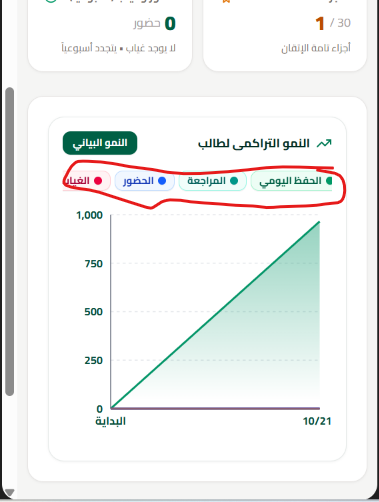 0 حضور
1 / 30
لا يوجد غياب • يتجدد أسبوعياً
أجزاء تامة الإتقان
النمو التراكمي لطالب
النمو البياني
الحفظ اليومي
المراجعة
الحضور
الغياب
1,000
750
500
250
0
البداية
10/21